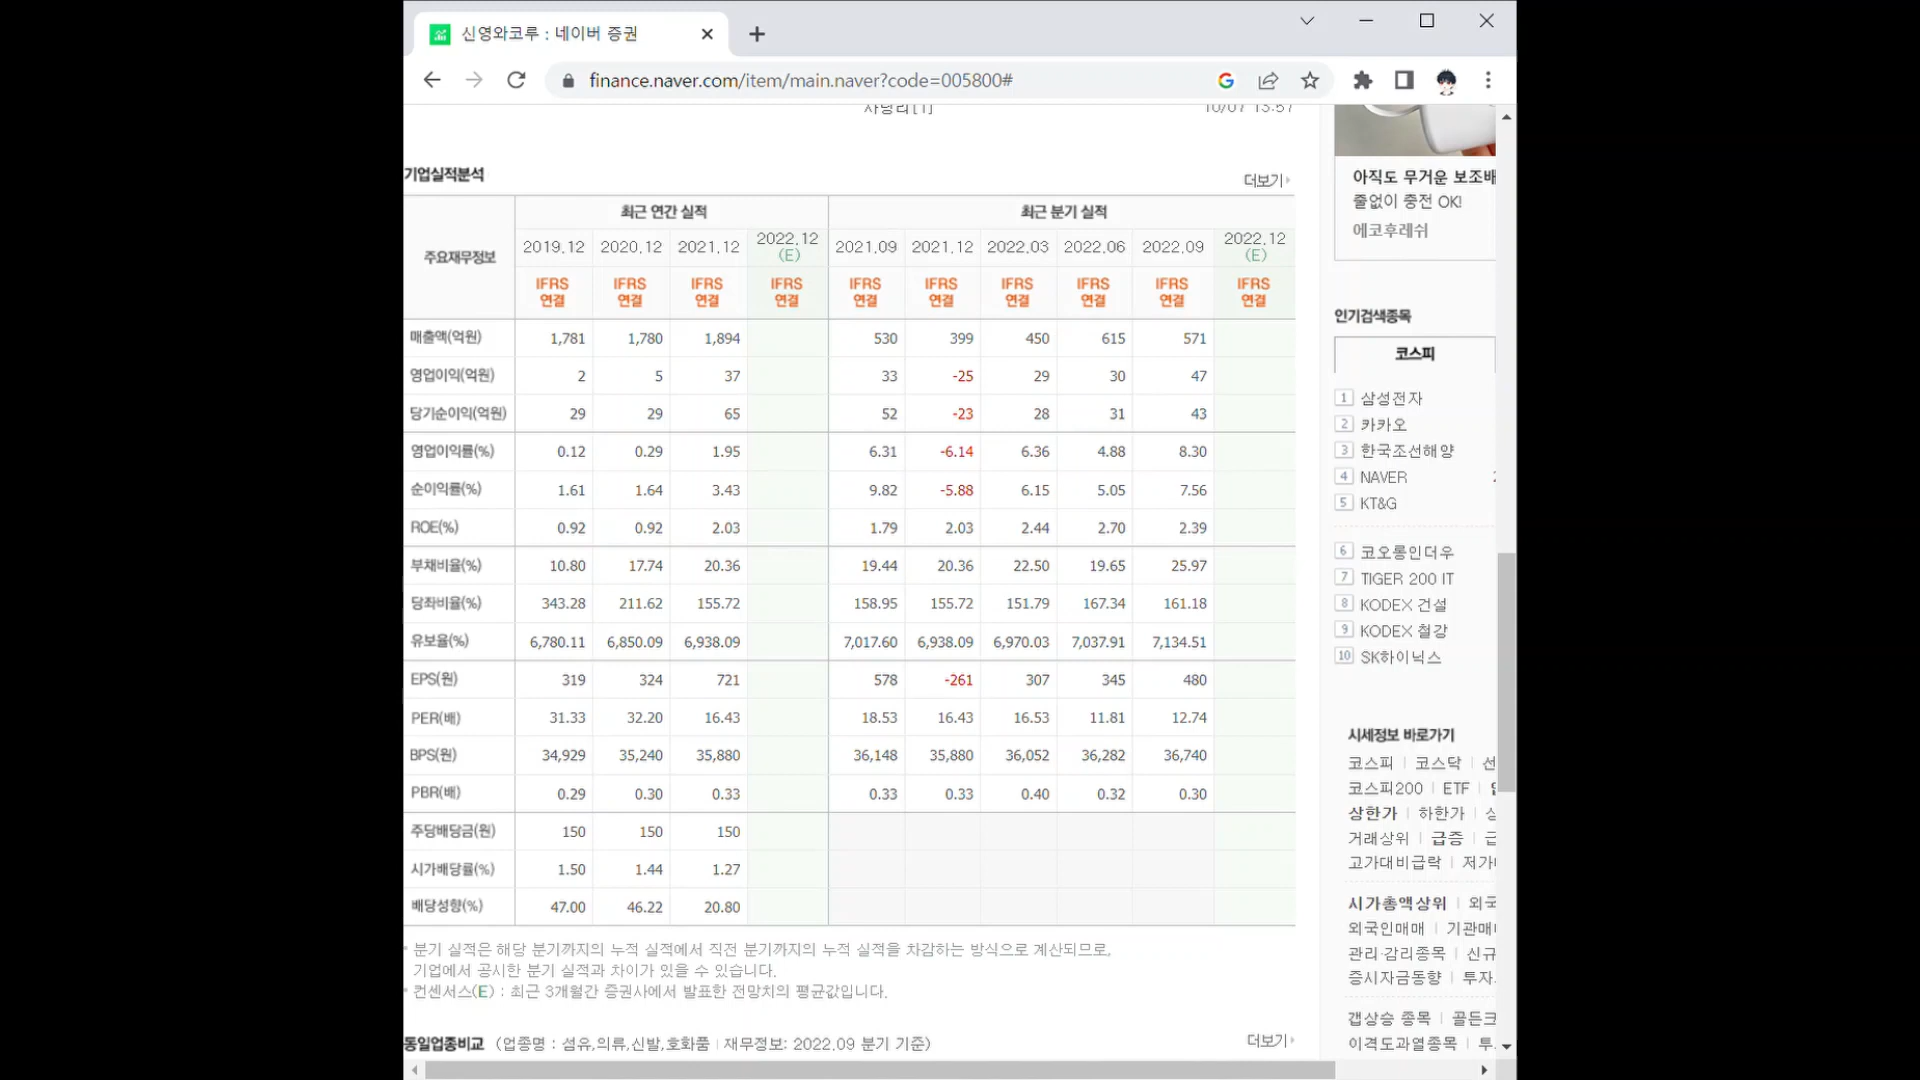 신영와코루 : 네이버 증권
finance.naver.com/item/main.naver?code=005800#
기업실적분석
더보기
주요재무정보 최근 연간 실적 최근 분기 실적
2019.12 2020.12 2021.12 2022.12 (E) 2021.09 2021.12 2022.03 2022.06 2022.09 2022.12 (E)
IFRS 연결 IFRS 연결 IFRS 연결 IFRS 연결 IFRS 연결 IFRS 연결 IFRS 연결 IFRS 연결 IFRS 연결 IFRS 연결
매출액(억원) 1,781 1,780 1,894 530 399 450 615 571
영업이익(억원) 2 5 37 33 -25 29 30 47
당기순이익(억원) 29 29 65 52 -23 28 31 43
영업이익률(%) 0.12 0.29 1.95 6.31 -6.14 6.36 4.88 8.30
순이익률(%) 1.61 1.64 3.43 9.82 -5.88 6.15 5.05 7.56
ROE(%) 0.92 0.92 2.03 1.79 2.03 2.44 2.70 2.39
부채비율(%) 10.80 17.74 20.36 19.44 20.36 22.50 19.65 25.97
당좌비율(%) 343.28 211.62 155.72 158.95 155.72 151.79 167.34 161.18
유보율(%) 6,780.11 6,850.09 6,938.09 7,017.60 6,938.09 6,970.03 7,037.91 7,134.51
EPS(원) 319 324 721 578 -261 307 345 480
PER(배) 31.33 32.20 16.43 18.53 16.43 16.53 11.81 12.74
BPS(원) 34,929 35,240 35,880 36,148 35,880 36,052 36,282 36,740
PBR(배) 0.29 0.30 0.33 0.33 0.33 0.40 0.32 0.30
주당배당금(원) 150 150 150
시가배당률(%) 1.50 1.44 1.27
배당성향(%) 47.00 46.22 20.80
* 분기 실적은 해당 분기까지의 누적 실적에서 직전 분기까지의 누적 실적을 차감하는 방식으로 계산되므로,
기업에서 공시한 분기 실적과 차이가 있을 수 있습니다.
* 컨센서스(E) : 최근 3개월간 증권사에서 발표한 전망치의 평균값입니다.
동일업종비교 (업종명 : 섬유,의류,신발,호화품 | 재무정보: 2022.09 분기 기준)
더보기
아직도 무거운 보조배
줄없이 충전 OK!
에코후레쉬
인기검색종목
코스피
1 삼성전자
2 카카오
3 한국조선해양
4 NAVER
5 KT&G
6 코오롱인더우
7 TIGER 200 IT
8 KODEX 건설
9 KODEX 철강
10 SK하이닉스
시세정보 바로가기
코스피 | 코스닥 | 선
코스피200 | ETF |
상한가 | 하한가 |
거래상위 | 급증 | 급
고가대비급락 | 저가
시가총액상위 | 외국
외국인매매 | 기관매
관리·감리종목 | 신규
증시자금동향 | 투자
갭상승 종목 | 골든크
이격도과열종목 | 투